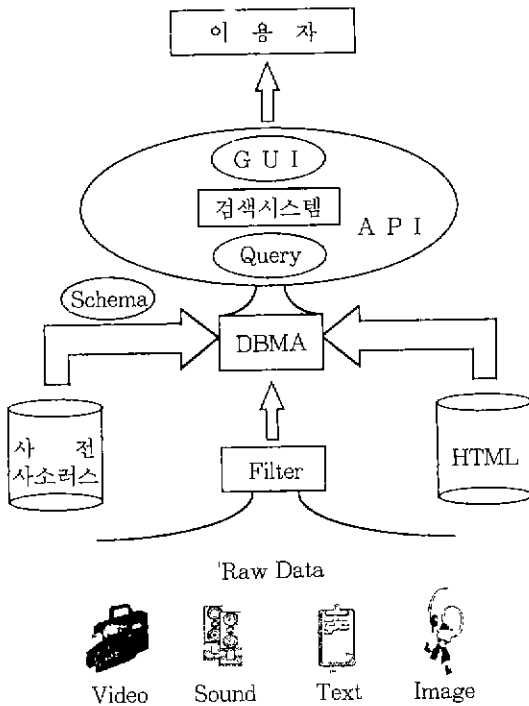 이 용 자
G U I
검색시스템
A P I
Query
Schema
DBMA
사 전
사소러스
HTML
Filter
Raw Data
Video Sound Text Image